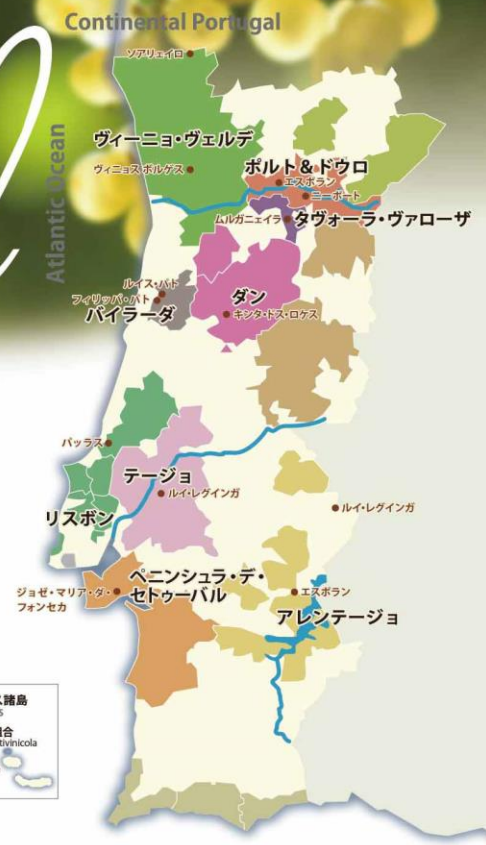 Continental Portugal
Atlantic Ocean
ソアリェイロ
ヴィーニョ・ヴェルデ
ヴィニョス ボルゲス
ポルト＆ドウロ
エスポラン
ニーポート
ムルガニェイラ
タヴォーラ・ヴァローザ
ルイス・パト
フィリッパ・パト
バイラーダ
ダン
キンタ・ドス・ロケス
バッラス
テージョ
ルイ・レグインガ
リスボン
ルイ・レグインガ
ペニンシュラ・デ・
セトゥーバル
ジョゼ・マリア・ダ・
フォンセカ
エスポラン
アレンテージョ
諸島
組合
tivinicola